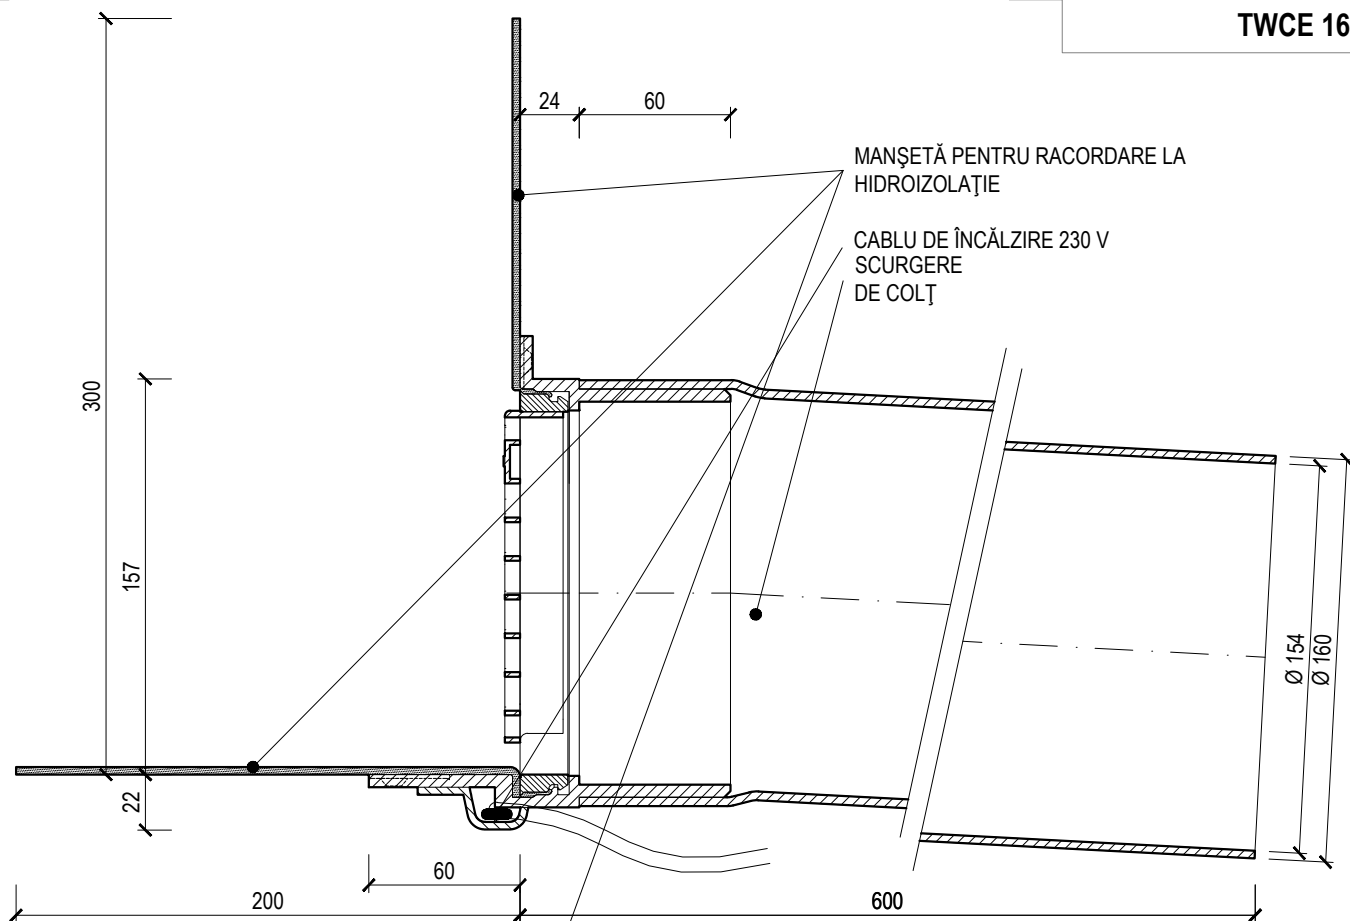 TWCE 16
24
60
MANŞETĂ PENTRU RACORDARE LA
HIDROIZOLAŢIE
CABLU DE ÎNCĂLZIRE 230 V
SCURGERE
DE COLŢ
300
157
22
Ø 154
Ø 160
60
200
600